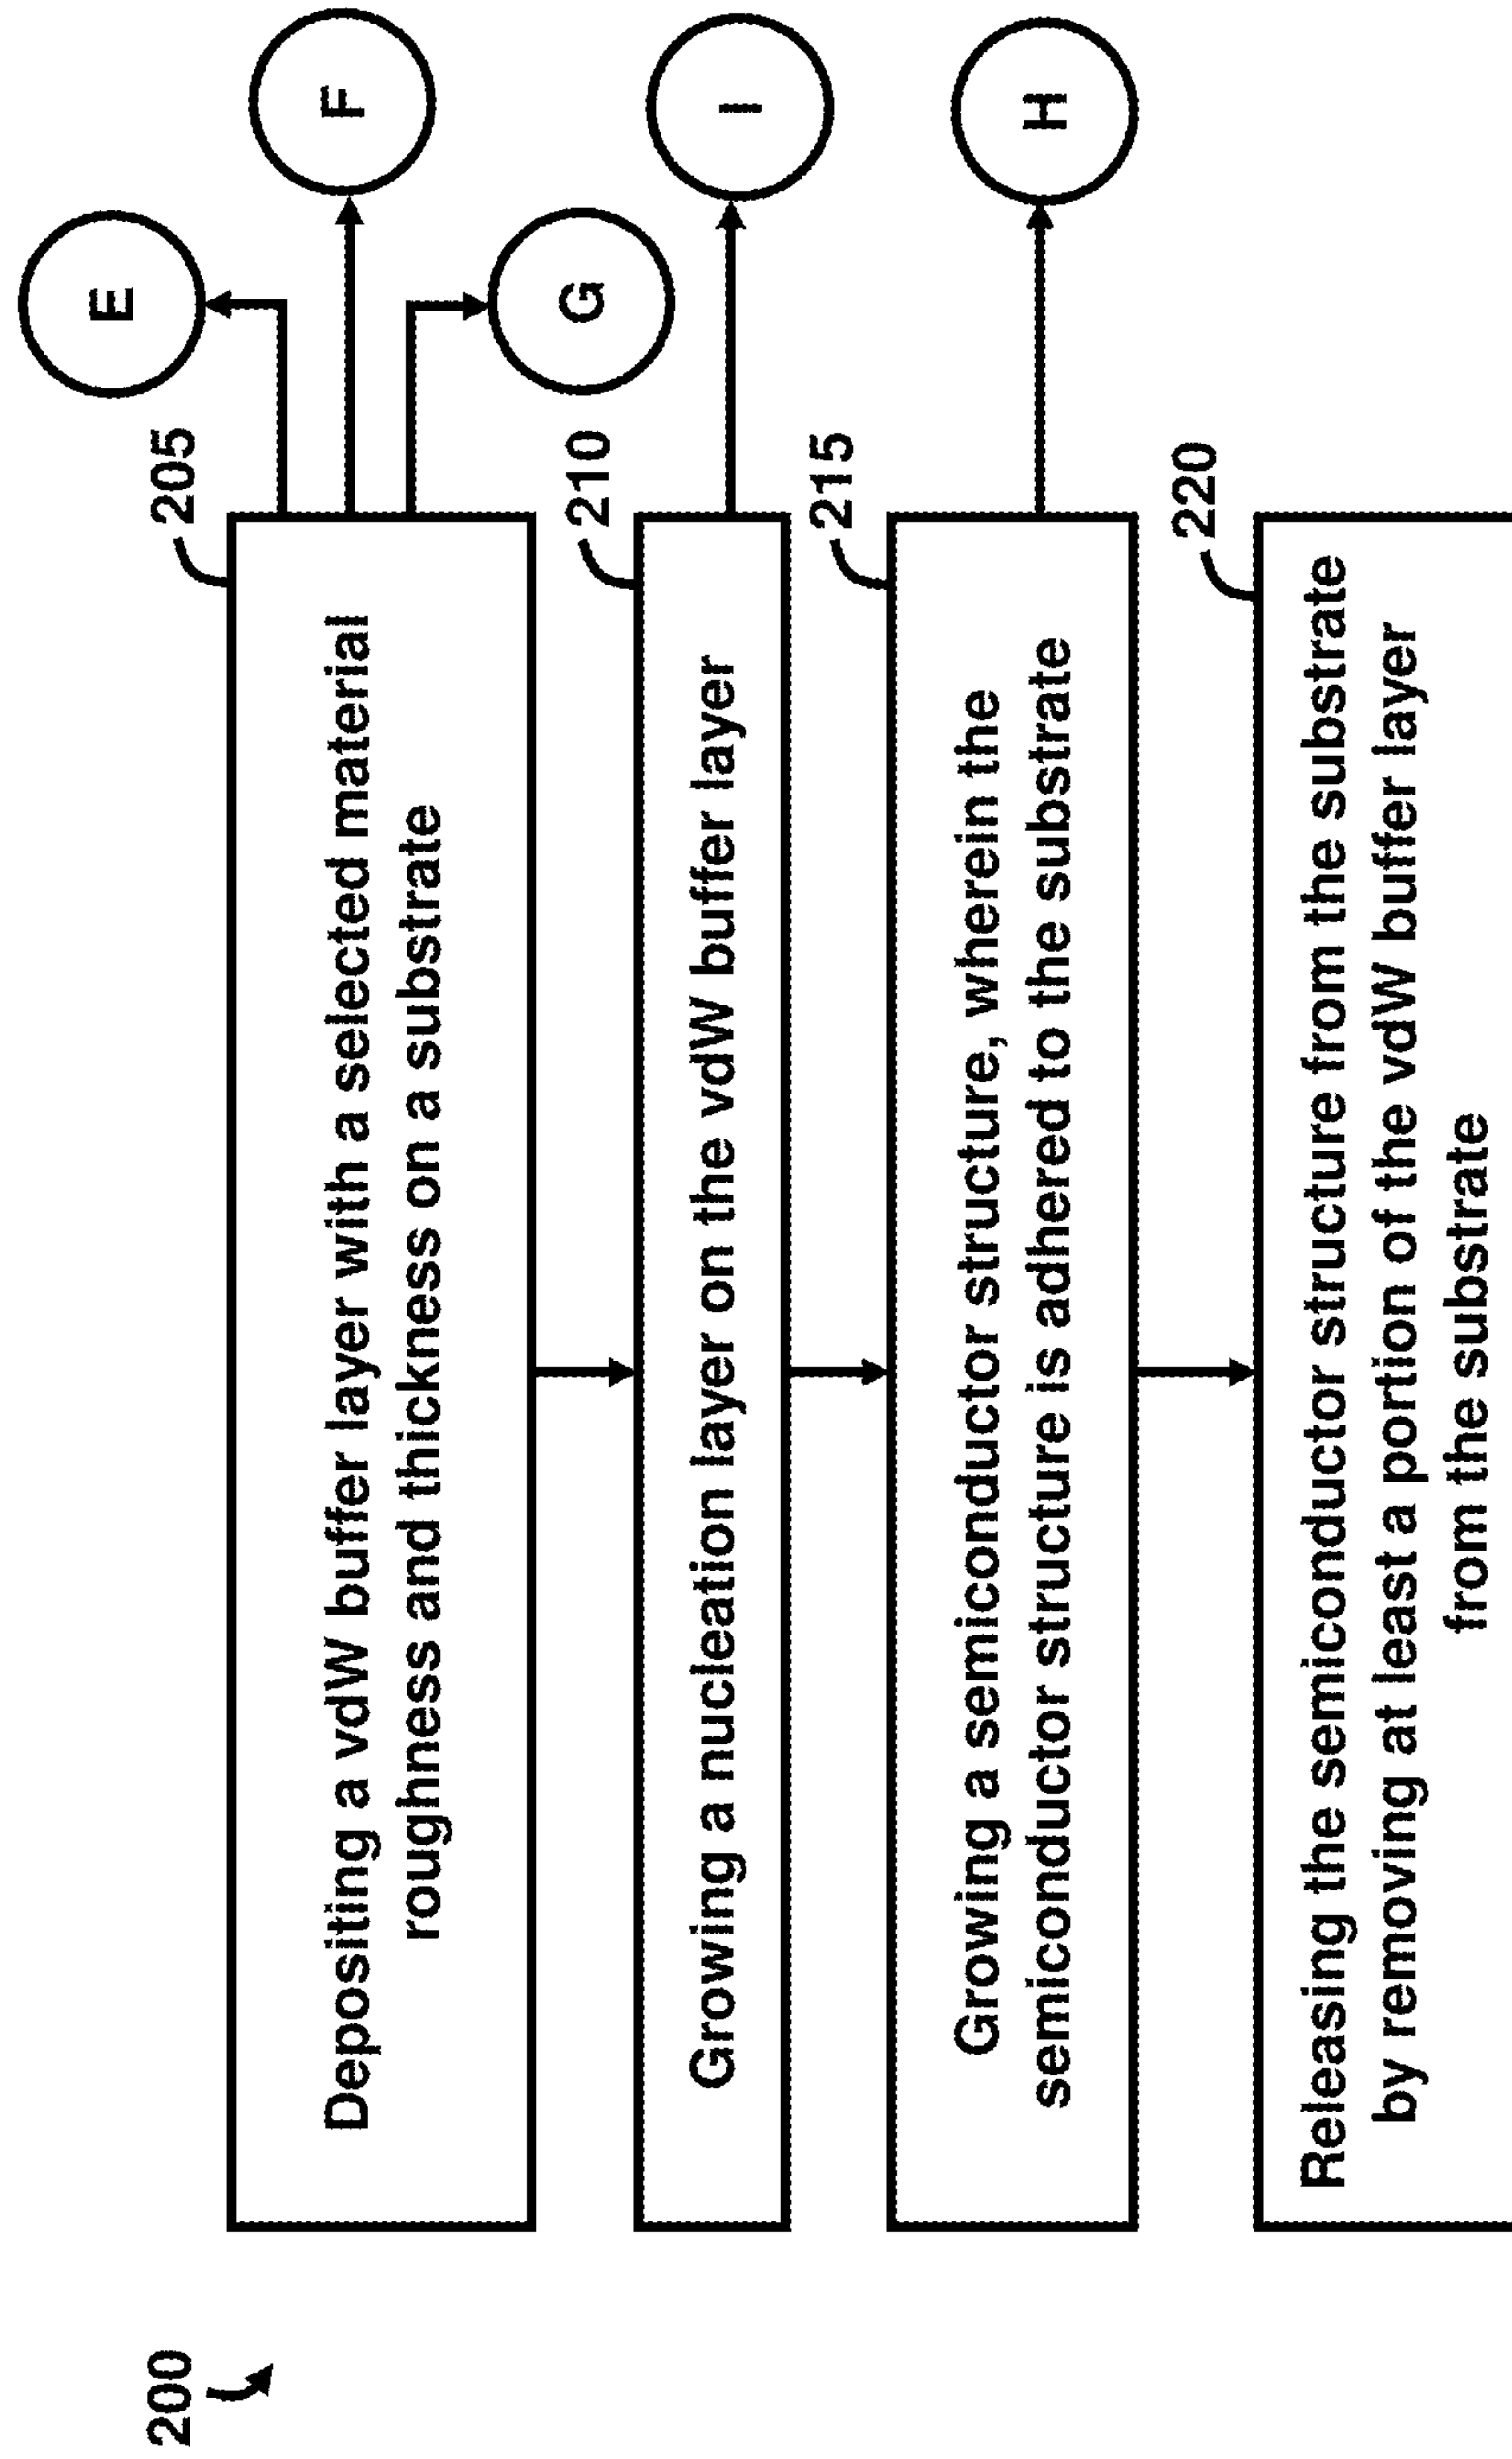 200
205
Depositing a vdW buffer layer with a selected material
roughness and thickness on a substrate
E
F
G
210
Growing a nucleation layer on the vdW buffer layer
I
215
Growing a semiconductor structure, wherein the
semiconductor structure is adhered to the substrate
H
220
Releasing the semiconductor structure from the substrate
by removing at least a portion of the vdW buffer layer
from the substrate